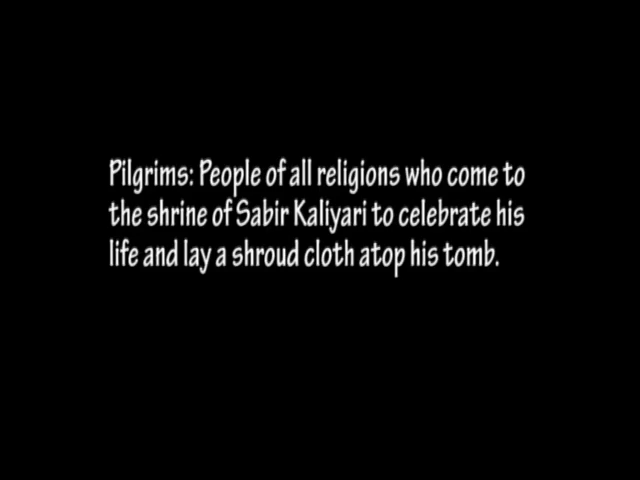 Pilgrims: People of all religions who come to
the shrine of Sabir Kaliyari to celebrate his
life and lay a shroud cloth atop his tomb.